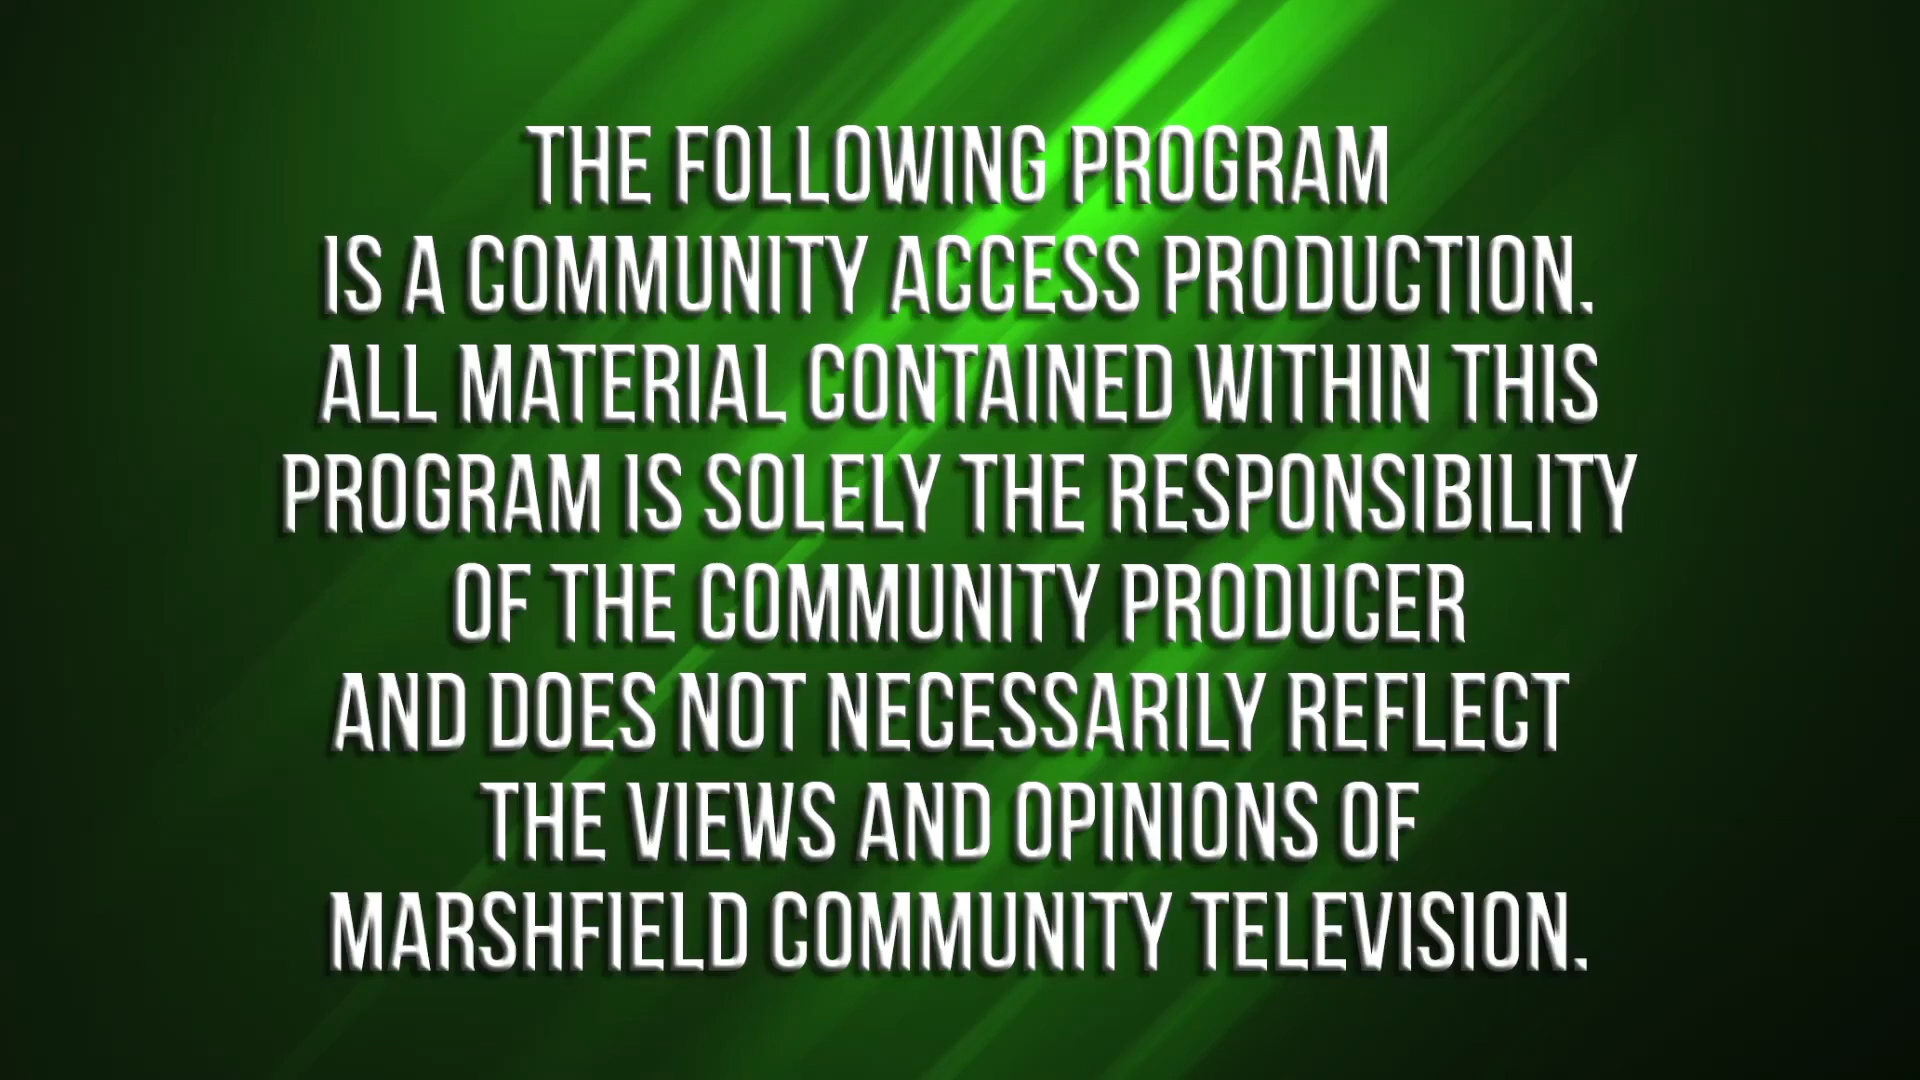 THE FOLLOWING PROGRAM
IS A COMMUNITY ACCESS PRODUCTION.
ALL MATERIAL CONTAINED WITHIN THIS
PROGRAM IS SOLELY THE RESPONSIBILITY
OF THE COMMUNITY PRODUCER
AND DOES NOT NECESSARILY REFLECT
THE VIEWS AND OPINIONS OF
MARSHFIELD COMMUNITY TELEVISION.